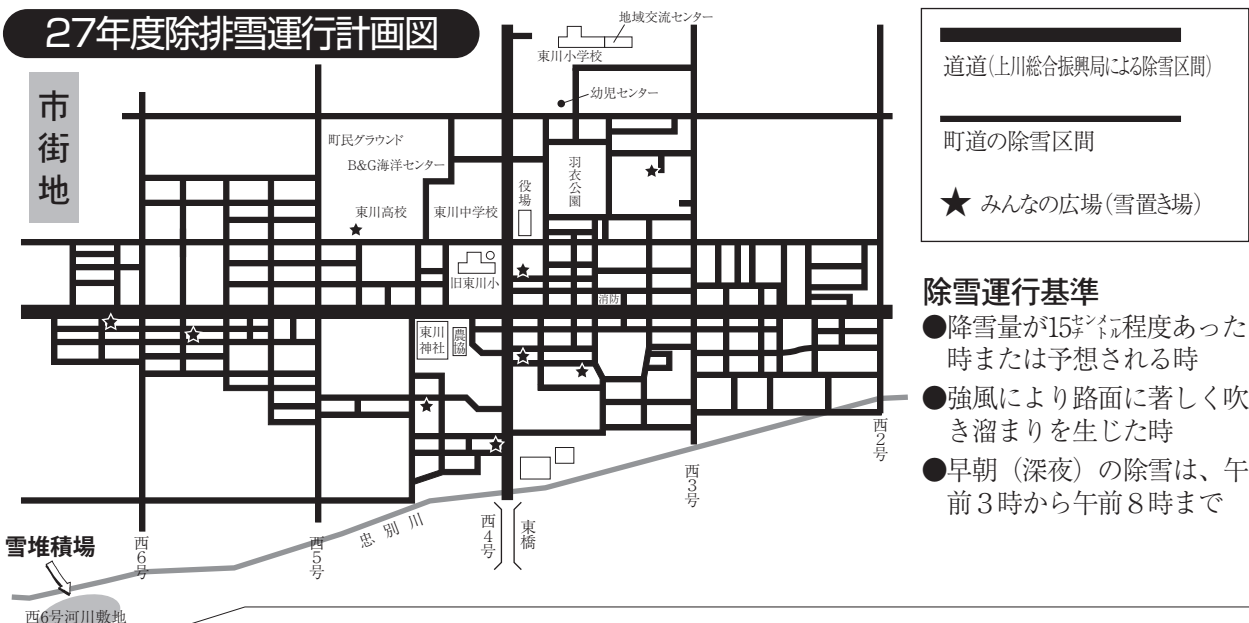 27年度除排雪運行計画図
市街地
地域交流センター
東川小学校
幼児センター
町民グラウンド
B&G海洋センター
東川高校
東川中学校
役場
羽衣公園
旧東川小
消防
東川神社
農協
西2号
西3号
西4号
東橋
西5号
西6号
忠別川
雪堆積場
西6号河川敷地
道道(上川総合振興局による除雪区間)
町道の除雪区間
★ みんなの広場(雪置き場)
除雪運行基準
●降雪量が15センチメートル程度あった
時または予想される時
●強風により路面に著しく吹
き溜まりを生じた時
●早朝(深夜)の除雪は、午
前3時から午前8時まで